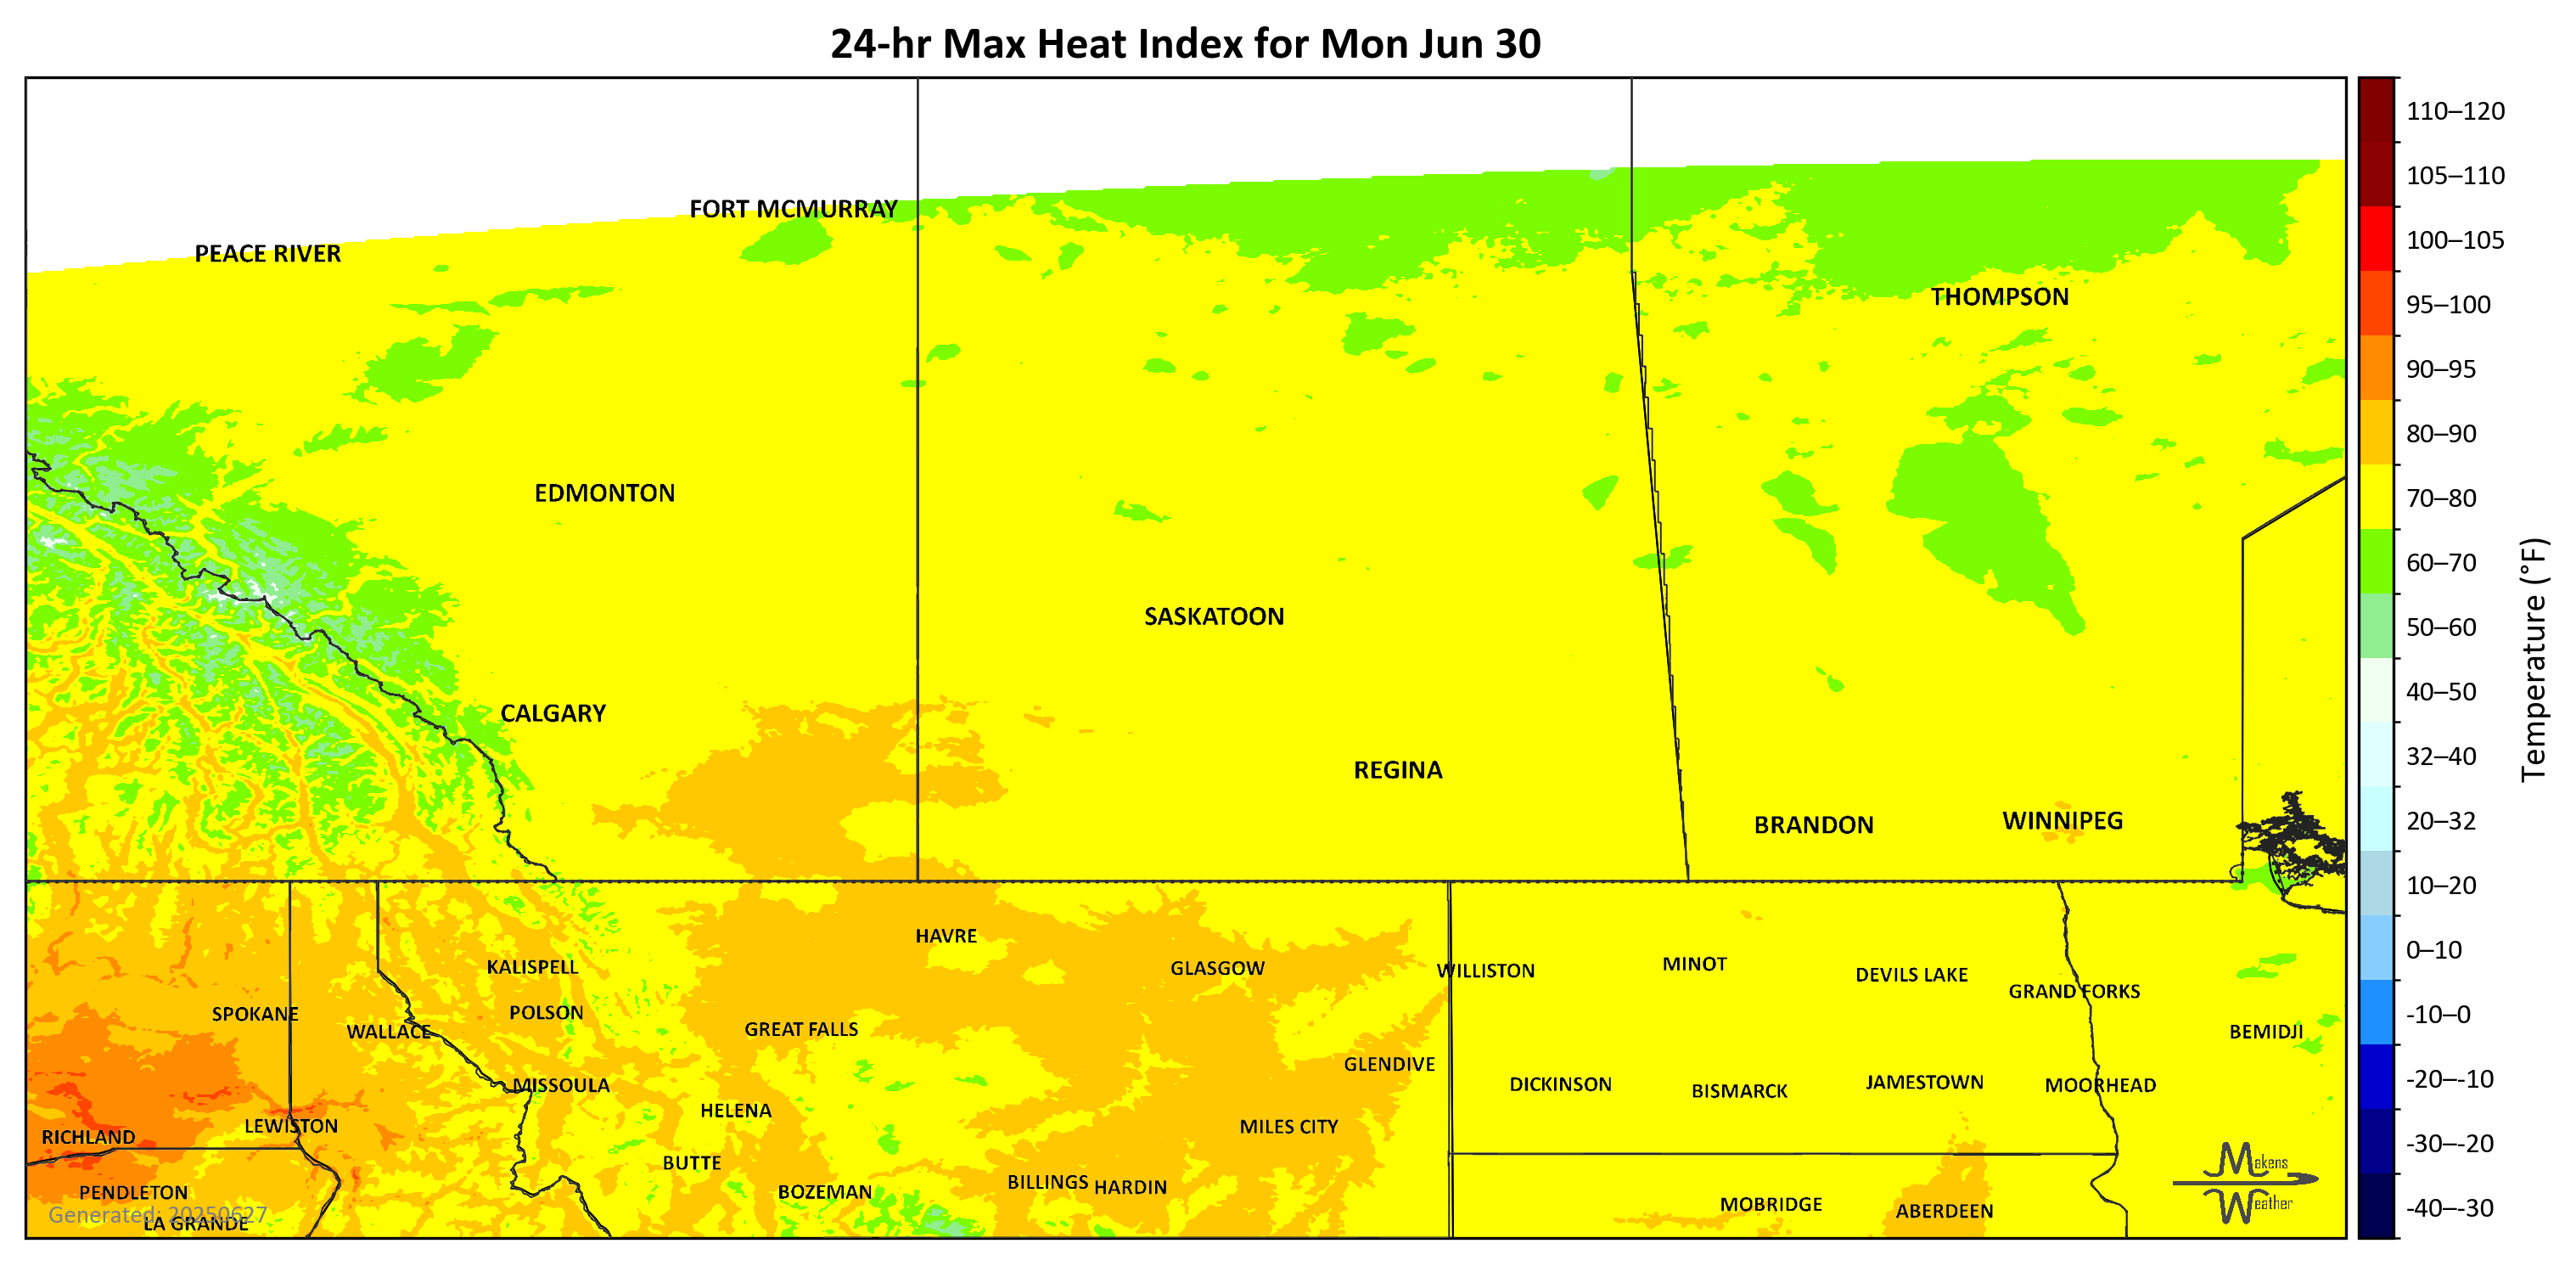 24-hr Max Heat Index for Mon Jun 30
FORT MCMURRAY
PEACE RIVER
THOMPSON
EDMONTON
SASKATOON
CALGARY
REGINA
BRANDON
WINNIPEG
HAVRE
KALISPELL
GLASGOW
WILLISTON
MINOT
DEVILS LAKE
GRAND FORKS
SPOKANE
POLSON
WALLACE
GREAT FALLS
BEMIDJI
GLENDIVE
MISSOULA
DICKINSON
BISMARCK
JAMESTOWN
MOORHEAD
HELENA
LEWISTON
MILES CITY
RICHLAND
BUTTE
PENDLETON
BOZEMAN
BILLINGS
HARDIN
MOBRIDGE
ABERDEEN
Generated: 20250627
LA GRANDE
Makens
Weather
110–120
105–110
100–105
95–100
90–95
80–90
70–80
60–70
50–60
40–50
32–40
20–32
10–20
0–10
-10–0
-20–-10
-30–-20
-40–-30
Temperature (°F)